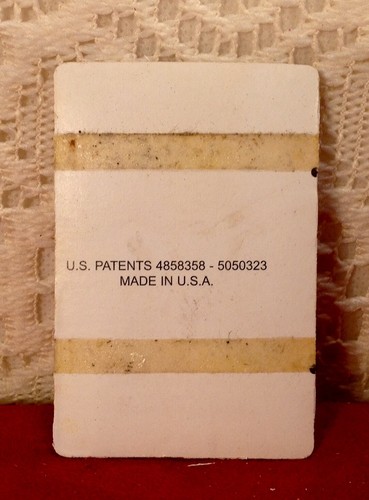 U.S. PATENTS 4858358 - 5050323
MADE IN U.S.A.